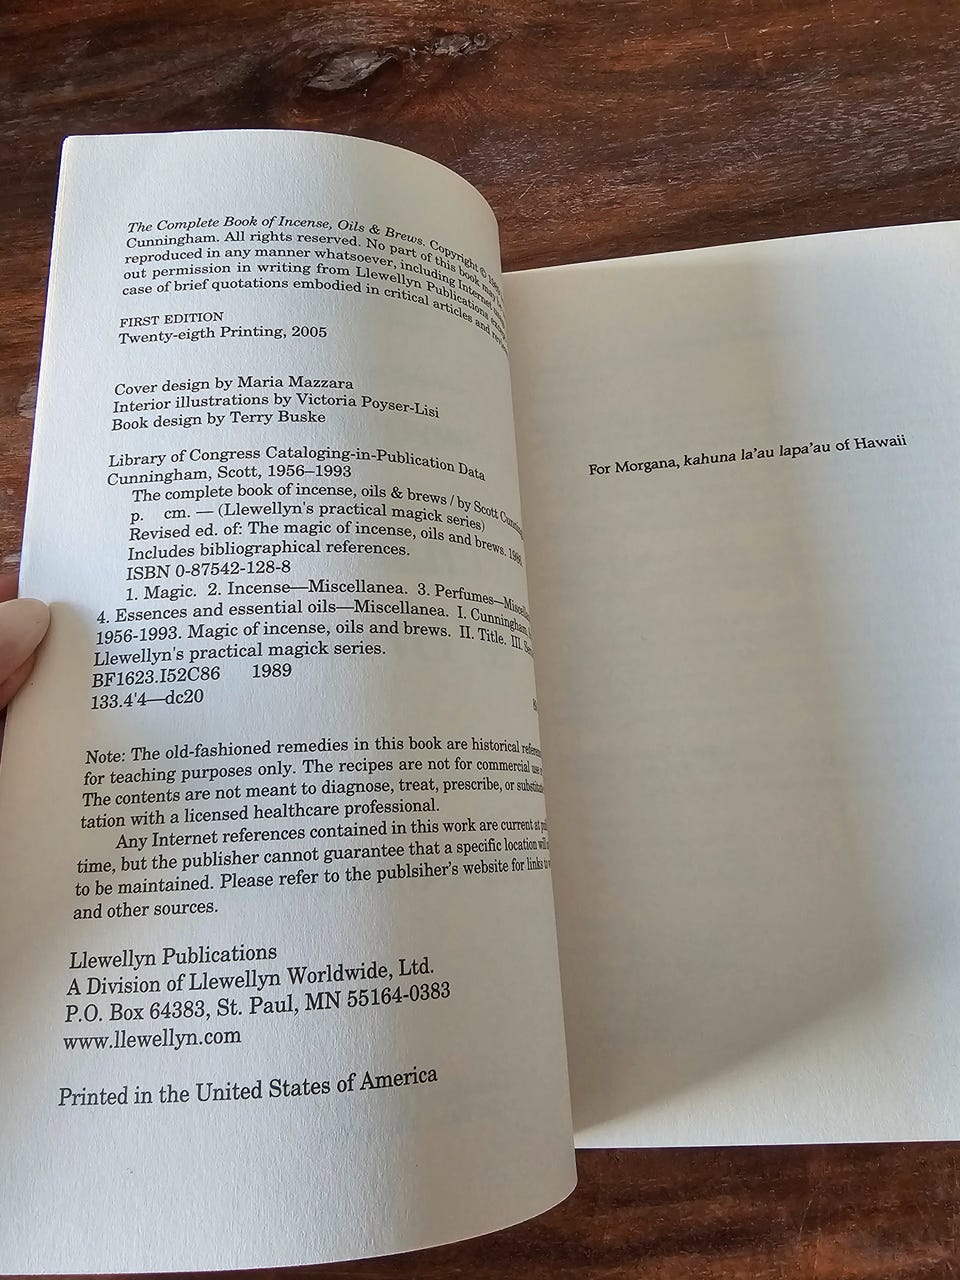 The Complete Book of Incense, Oils & Brews. Copyright ©
Cunningham. All rights reserved. No part of this book may be
reproduced in any manner whatsoever, including Internet
out permission in writing from Llewellyn Publications
case of brief quotations embodied in critical articles and
FIRST EDITION
Twenty-eigth Printing, 2005
Cover design by Maria Mazzara
Interior illustrations by Victoria Poyser-Lisi
Book design by Terry Buske
Library of Congress Cataloging-in-Publication Data
Cunningham, Scott, 1956–1993
The complete book of incense, oils & brews / by Scott
p. cm. — (Llewellyn's practical magick series)
Revised ed. of: The magic of incense, oils and brews.
Includes bibliographical references.
ISBN 0-87542-128-8
1. Magic. 2. Incense—Miscellanea. 3. Perfumes—
4. Essences and essential oils—Miscellanea. I. Cunningham,
1956-1993. Magic of incense, oils and brews. II. Title. III.
Llewellyn's practical magick series.
BF1623.I52C86 1989
133.4'4—dc20
Note: The old-fashioned remedies in this book are historical
for teaching purposes only. The recipes are not for commercial use
The contents are not meant to diagnose, treat, prescribe, or
tation with a licensed healthcare professional.
Any Internet references contained in this work are current at
time, but the publisher cannot guarantee that a specific location
to be maintained. Please refer to the publsiher's website for links
and other sources.
Llewellyn Publications
A Division of Llewellyn Worldwide, Ltd.
P.O. Box 64383, St. Paul, MN 55164-0383
www.llewellyn.com
Printed in the United States of America
For Morgana, kahuna la'au lapa'au of Hawaii